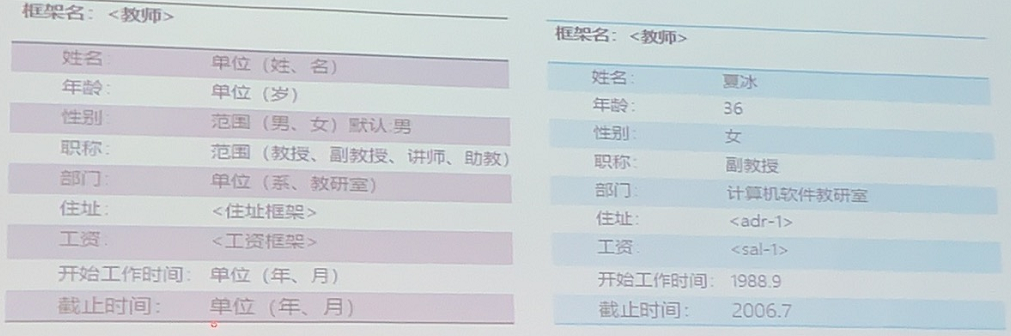 框架名：<教师>
姓名： 单位（姓、名）
年龄： 单位（岁）
性别： 范围（男、女）默认:男
职称： 范围（教授、副教授、讲师、助教）
部门： 单位（系、教研室）
住址： <住址框架>
工资： <工资框架>
开始工作时间： 单位（年、月）
截止时间： 单位（年、月）
框架名：<教师>
姓名： 夏冰
年龄： 36
性别： 女
职称： 副教授
部门： 计算机软件教研室
住址： <adr-1>
工资： <sal-1>
开始工作时间： 1988.9
截止时间： 2006.7